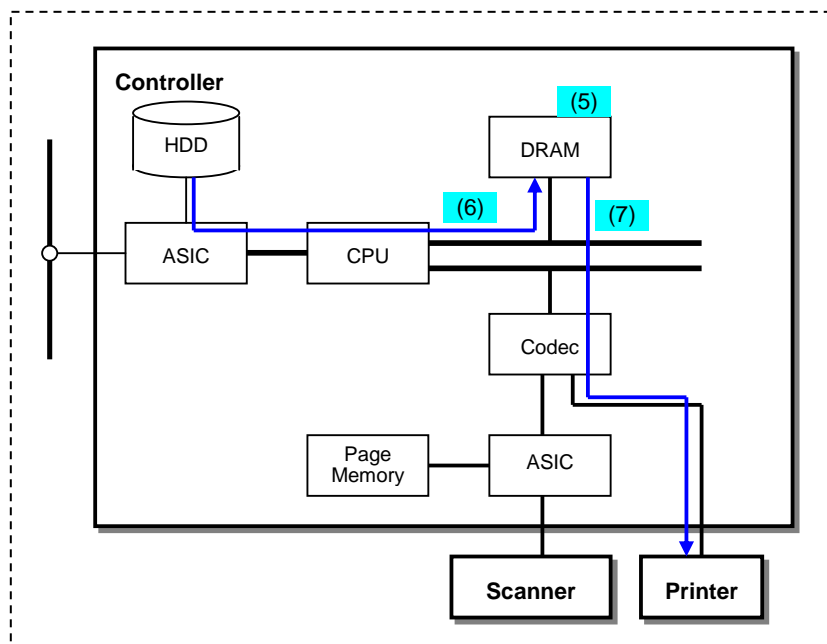 Controller
HDD
(5)
DRAM
(6)
(7)
ASIC
CPU
Codec
Page
Memory
ASIC
Scanner
Printer